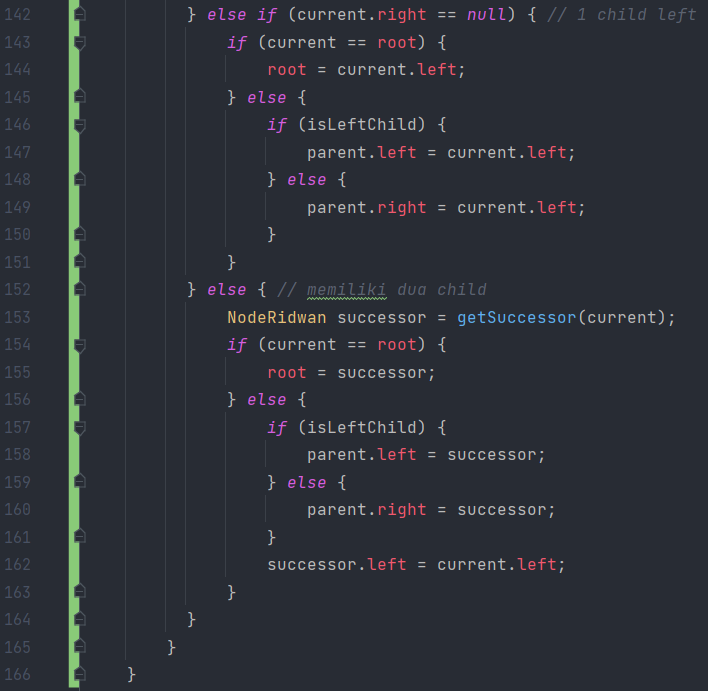 142 } else if (current.right == null) { // 1 child left
143 if (current == root) {
144 root = current.left;
145 } else {
146 if (isLeftChild) {
147 parent.left = current.left;
148 } else {
149 parent.right = current.left;
150 }
151 }
152 } else { // memiliki dua child
153 NodeRidwan successor = getSuccessor(current);
154 if (current == root) {
155 root = successor;
156 } else {
157 if (isLeftChild) {
158 parent.left = successor;
159 } else {
160 parent.right = successor;
161 }
162 successor.left = current.left;
163 }
164 }
165 }
166 }